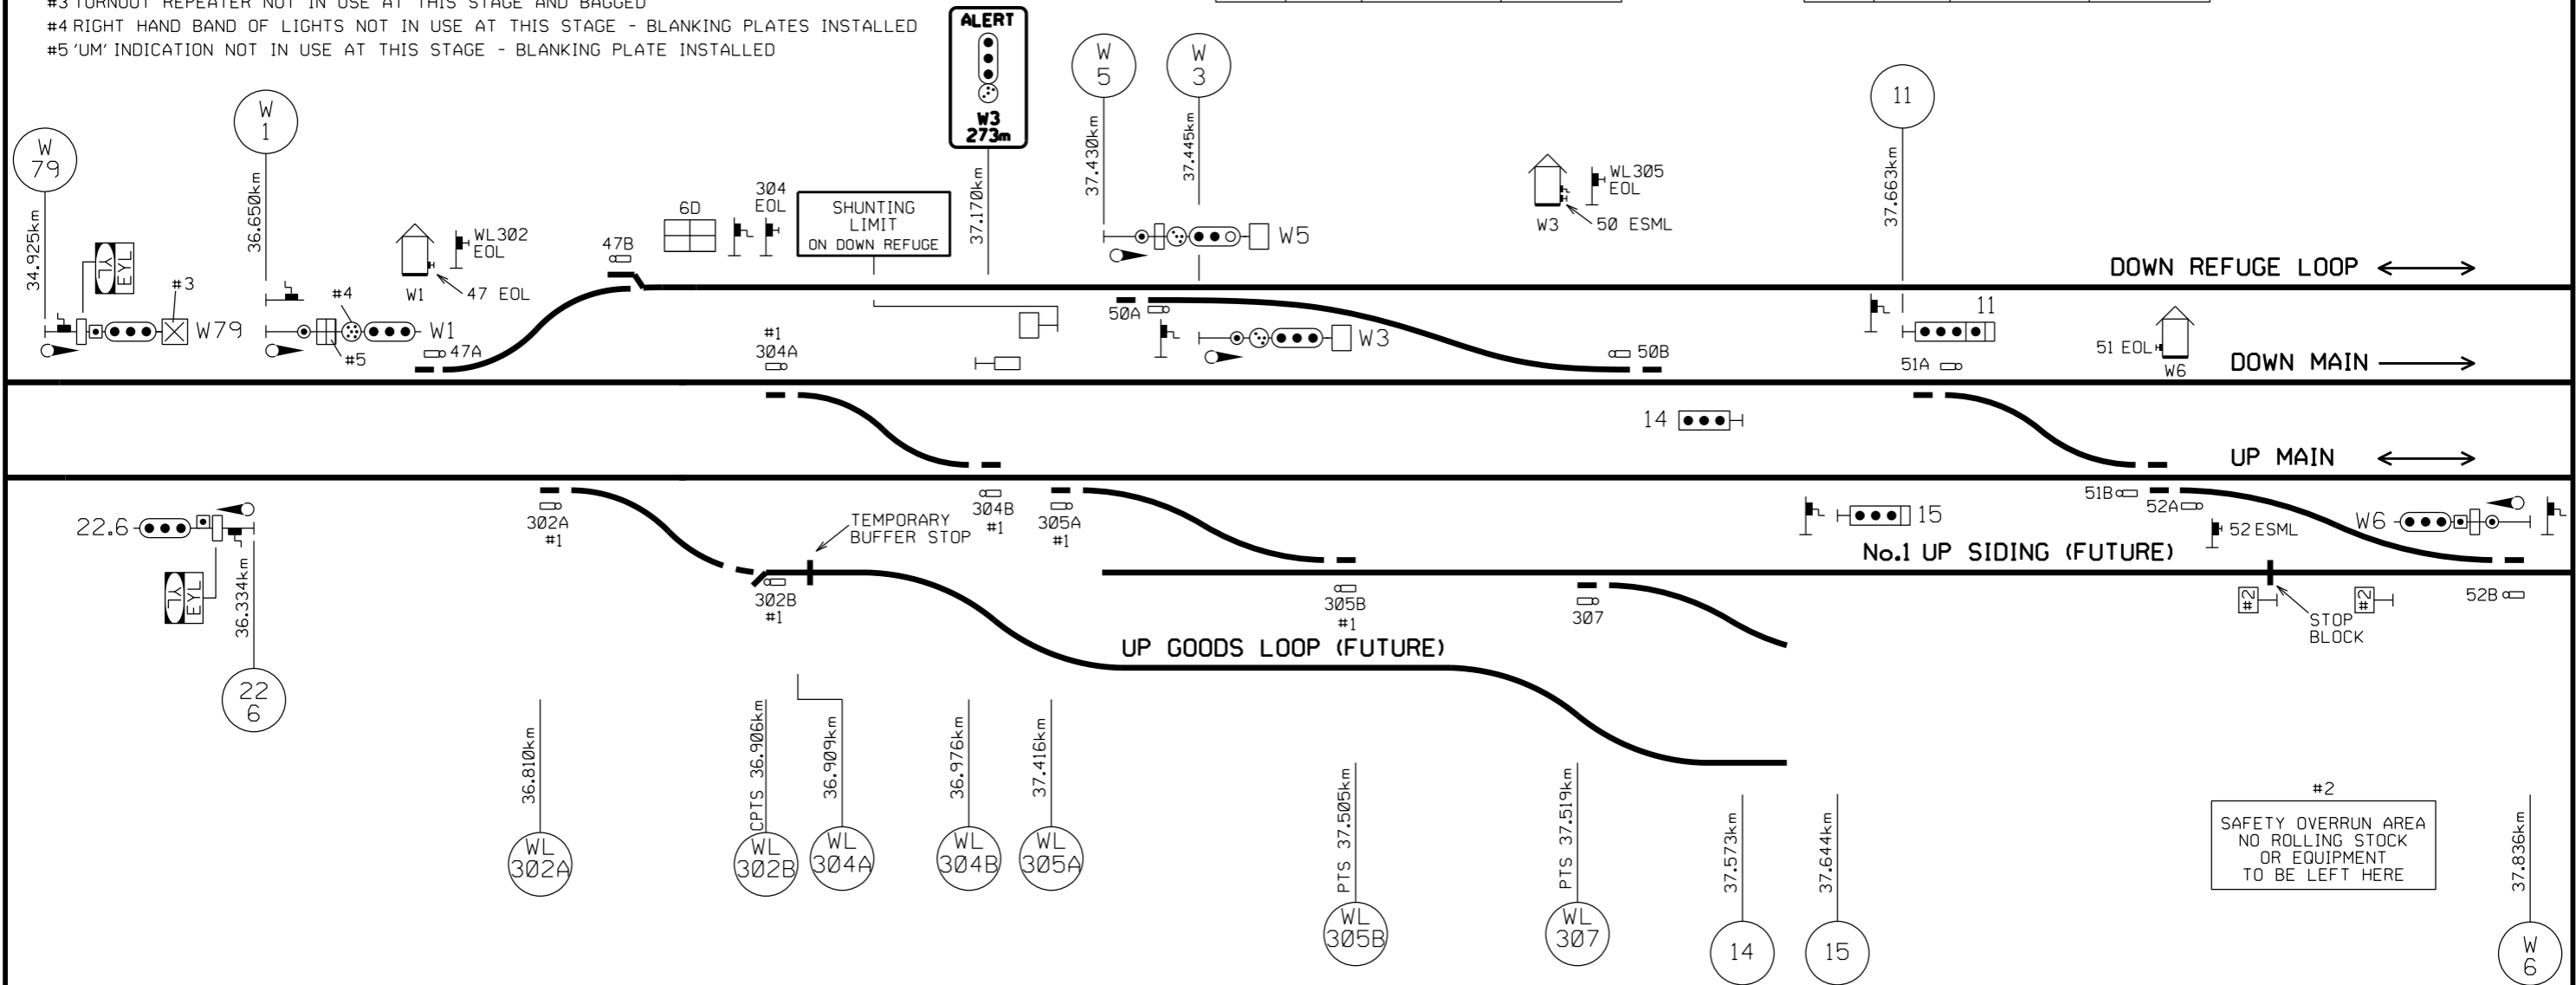 #3 TURNOUT REPEATER NOT IN USE AT THIS STAGE AND BAGGED
#4 RIGHT HAND BAND OF LIGHTS NOT IN USE AT THIS STAGE - BLANKING PLATES INSTALLED
#5 'UM' INDICATION NOT IN USE AT THIS STAGE - BLANKING PLATE INSTALLED
ALERT
W3
273m
37.170km
W
5
37.430km
W
3
37.445km
11
37.663km
W
1
36.650km
W
79
34.925km
YL
EYL
#3
W79
#4
W1
#5
WL302
EOL
W1
47 EOL
47A
47B
6D
304
EOL
SHUNTING
LIMIT
ON DOWN REFUGE
W5
W3
WL305
EOL
50 ESML
DOWN REFUGE LOOP
#1
304A
50A
W3
50B
11
51A
51 EOL
W6
DOWN MAIN
14
UP MAIN
22.6
YL
EYL
36.334km
22
6
302A
#1
TEMPORARY
BUFFER STOP
302B
#1
304B
#1
305A
#1
305B
#1
307
15
No.1 UP SIDING (FUTURE)
51B
52A
52 ESML
W6
52B
#2
#2
STOP
BLOCK
UP GOODS LOOP (FUTURE)
36.810km
WL
302A
CPTS 36.906km
WL
302B
36.909km
WL
304A
36.976km
WL
304B
37.416km
WL
305A
PTS 37.505km
WL
305B
PTS 37.519km
WL
307
37.573km
14
37.644km
15
#2
SAFETY OVERRUN AREA
NO ROLLING STOCK
OR EQUIPMENT
TO BE LEFT HERE
37.836km
W
6